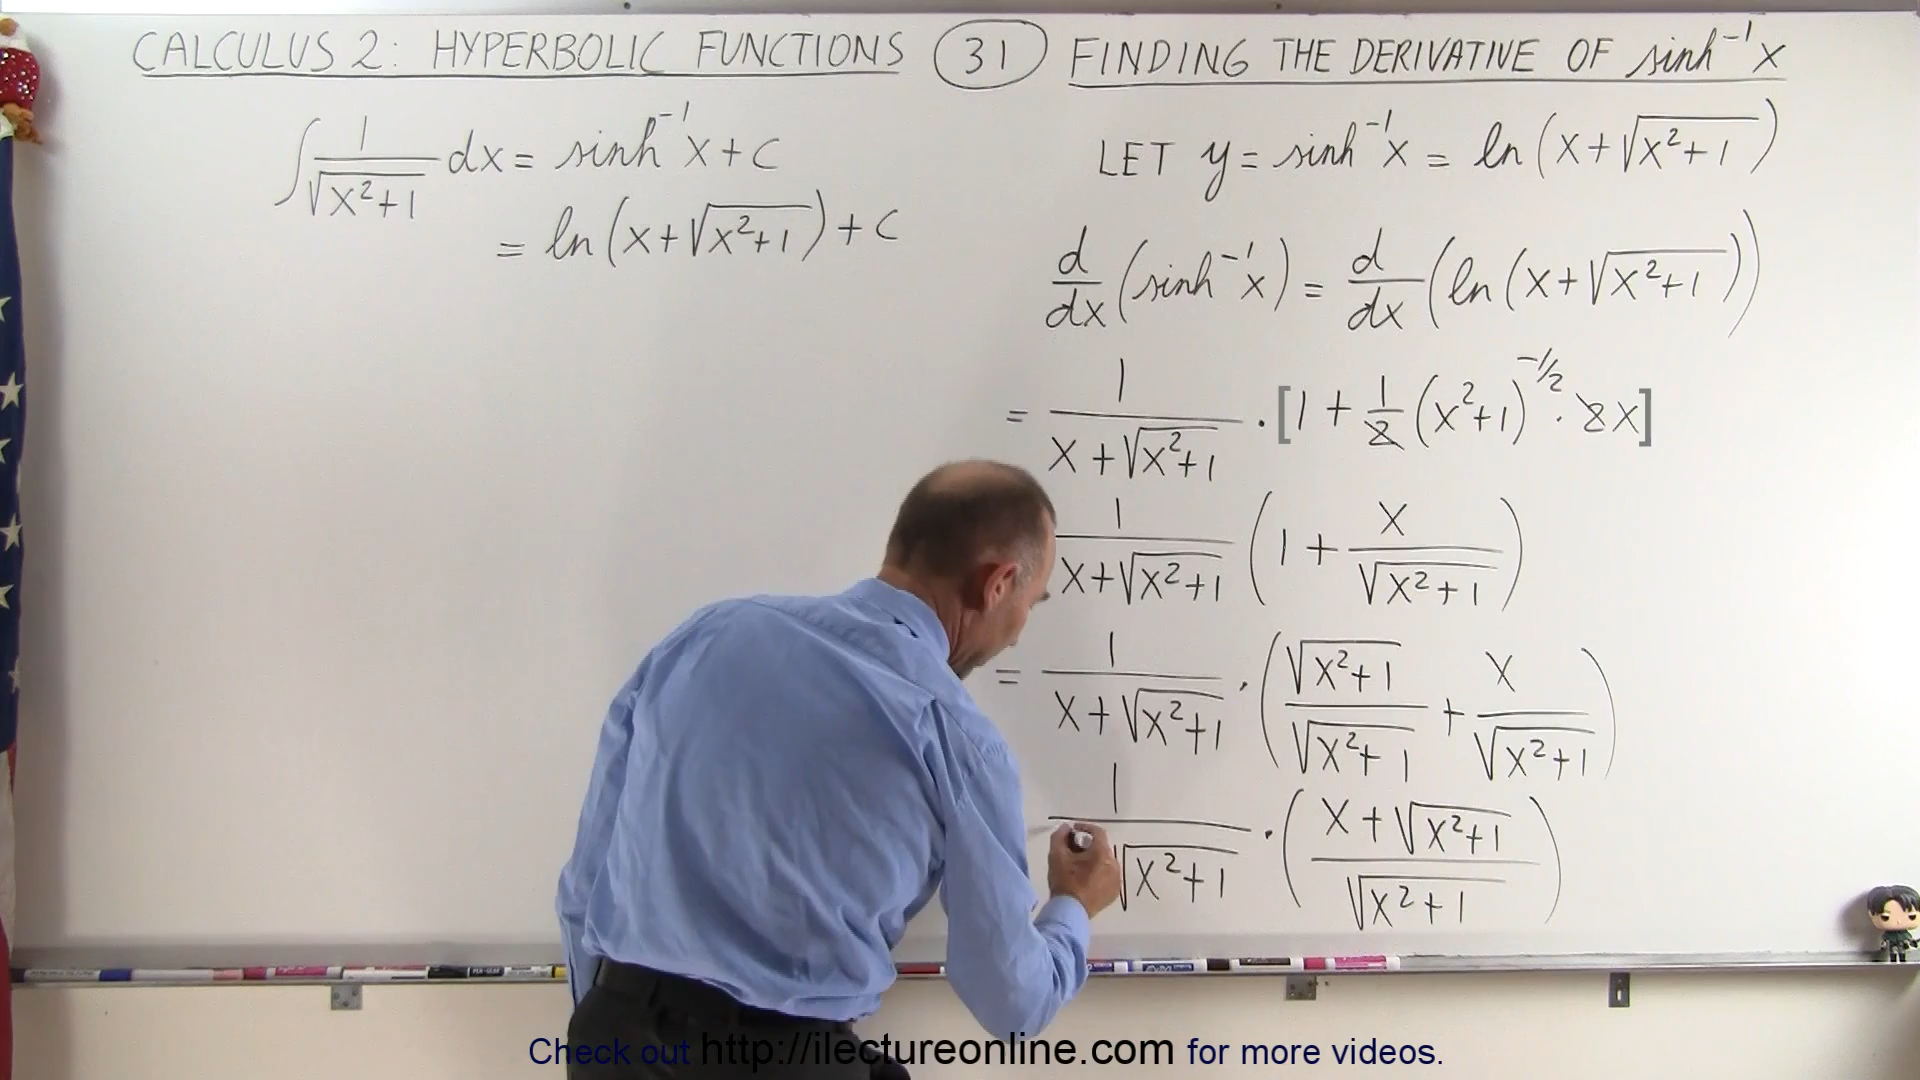 CALCULUS 2: HYPERBOLIC FUNCTIONS (31) FINDING THE DERIVATIVE OF sinh⁻¹x
∫ 1/√(x²+1) dx = sinh⁻¹x + C
= ln(x+√(x²+1)) + C
LET y = sinh⁻¹x = ln(x+√(x²+1))
d/dx (sinh⁻¹x) = d/dx (ln(x+√(x²+1)))
= 1/(x+√(x²+1)) · [1 + 1/2 (x²+1)^(-1/2) · 2x]
1/(x+√(x²+1)) (1 + x/√(x²+1))
= 1/(x+√(x²+1)) · (√(x²+1)/√(x²+1) + x/√(x²+1))
1/√(x²+1) · ((x+√(x²+1))/√(x²+1))
Check out http://ilectureonline.com for more videos.